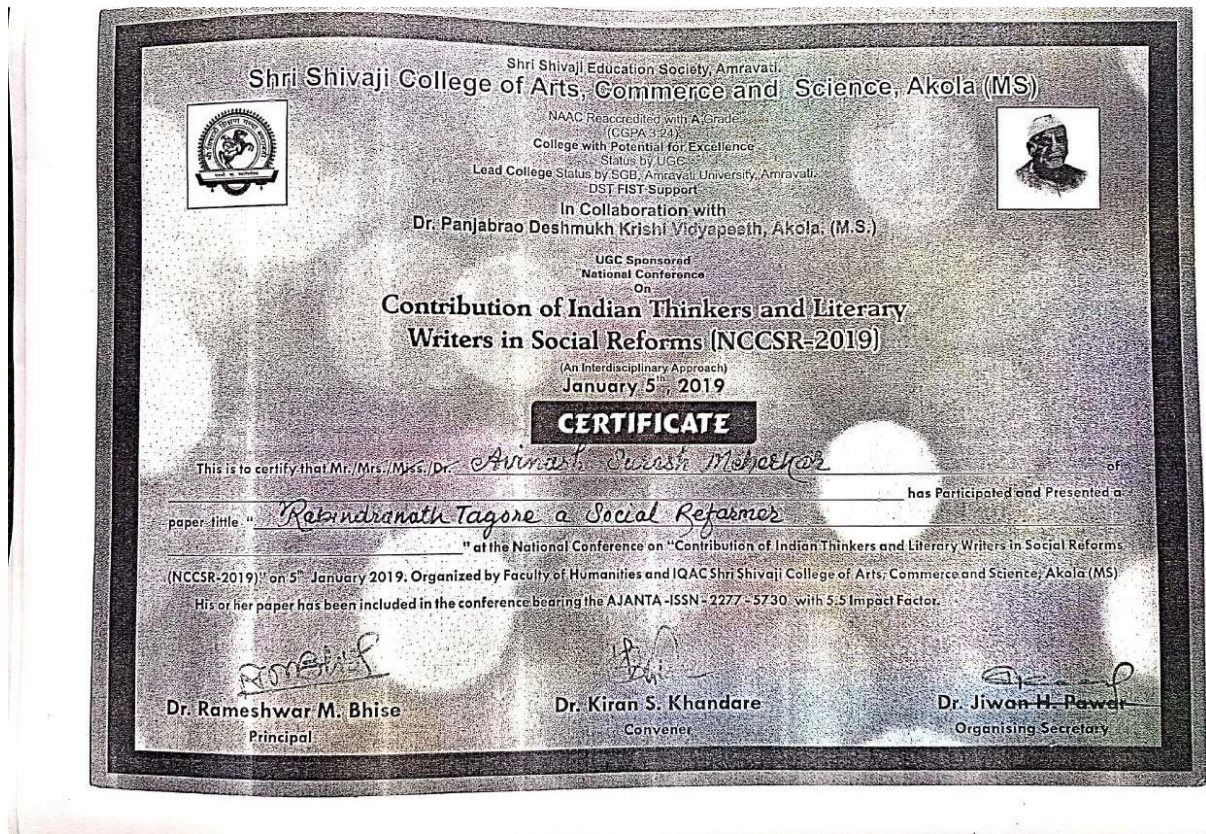 Shri Shivaji Education Society, Amravati.
Shri Shivaji College of Arts, Commerce and Science, Akola (MS)
NAAC Reaccredited with A Grade
(CGPA 3.24)
College with Potential for Excellence
Status by UGC
Lead College Status by SGB, Amravati University, Amravati.
DST FIST Support
In Collaboration with
Dr. Panjabrao Deshmukh Krishi Vidyapeeth, Akola. (M.S.)
UGC Sponsored
National Conference
On
Contribution of Indian Thinkers and Literary
Writers in Social Reforms (NCCSR-2019)
(An Interdisciplinary Approach)
January 5th, 2019
CERTIFICATE
This is to certify that Mr./Mrs./Miss./Dr. Avinash Suresh Meherkar of
has Participated and Presented a
paper tittle " Rabindranath Tagore a Social Reformer
" at the National Conference on "Contribution of Indian Thinkers and Literary Writers in Social Reforms
(NCCSR-2019)" on 5th January 2019. Organized by Faculty of Humanities and IQAC Shri Shivaji College of Arts, Commerce and Science, Akola (MS)
His or her paper has been included in the conference bearing the AJANTA -ISSN - 2277 - 5730 with 5.5 Impact Factor.
Dr. Rameshwar M. Bhise
Principal
Dr. Kiran S. Khandare
Convener
Dr. Jiwan H. Pawar
Organising Secretary